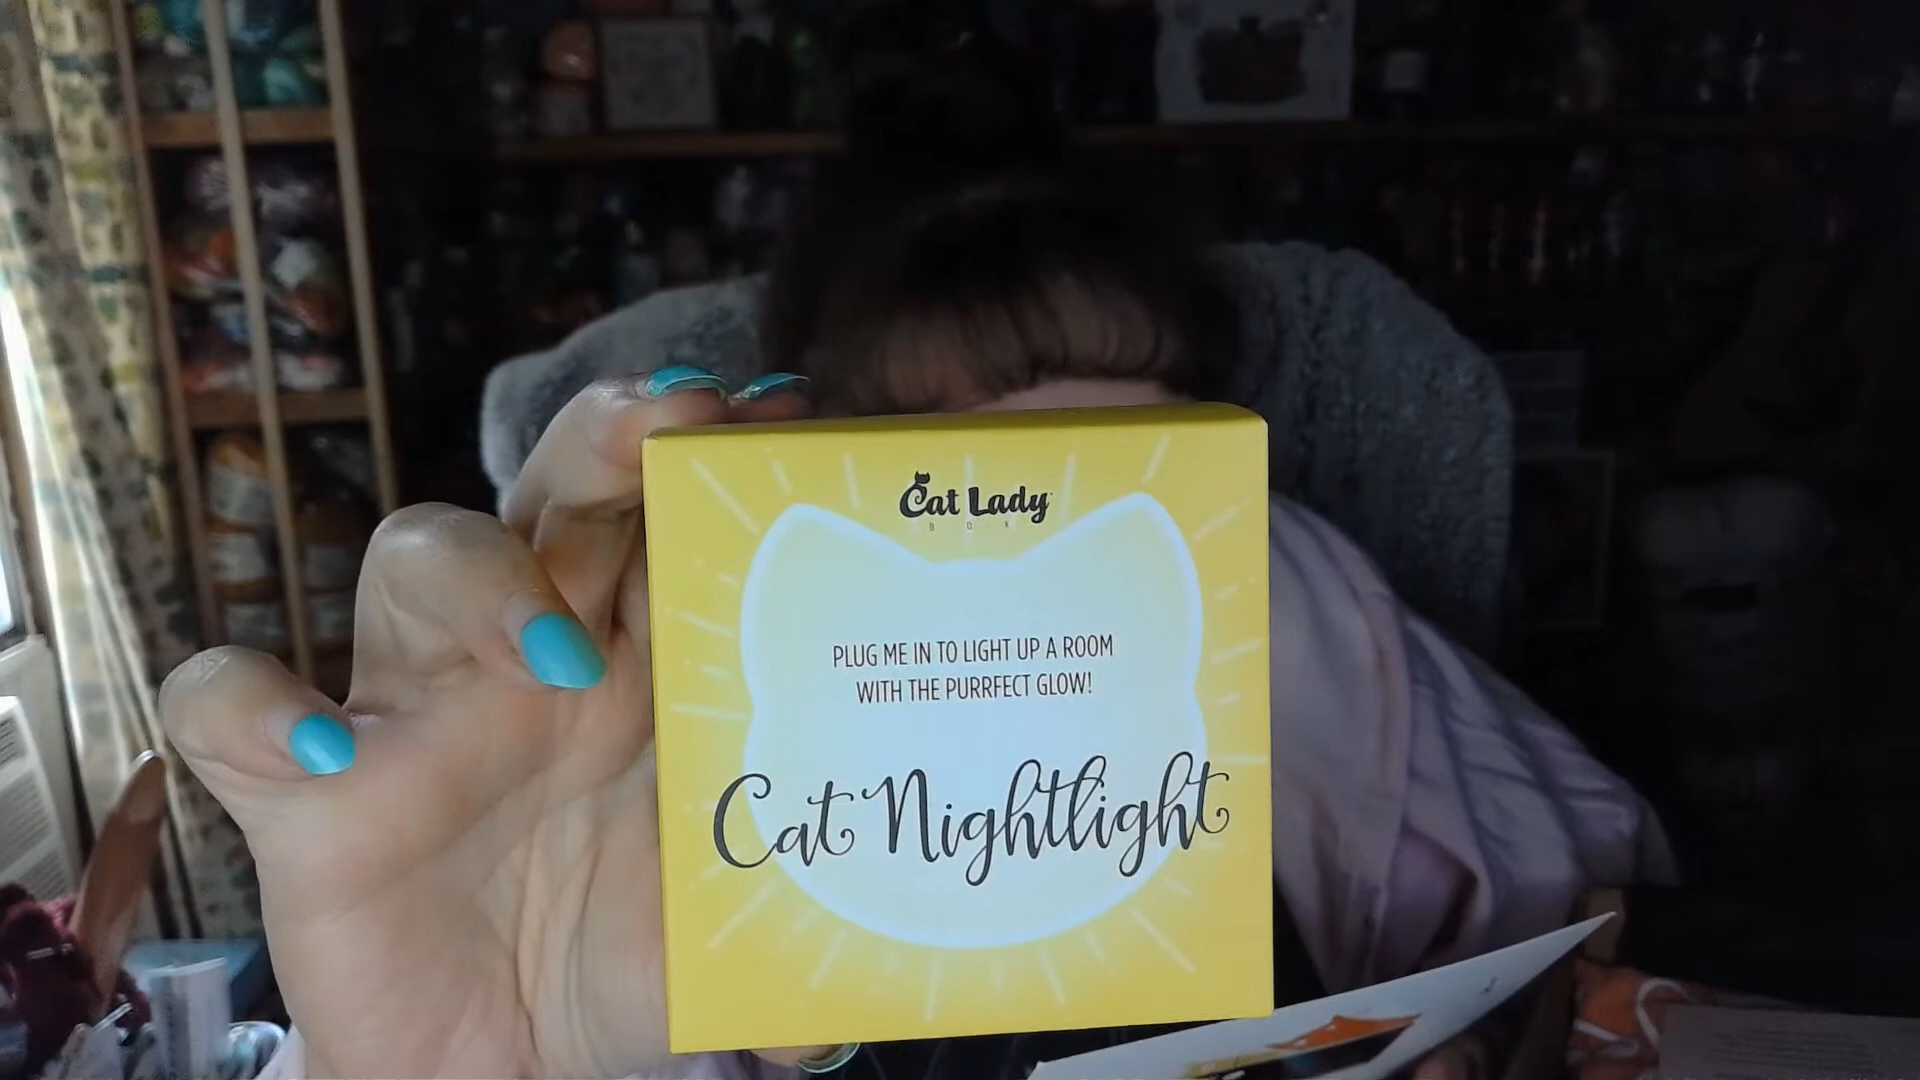 Cat Lady
BOX
PLUG ME IN TO LIGHT UP A ROOM
WITH THE PURRFECT GLOW!
Cat Nightlight